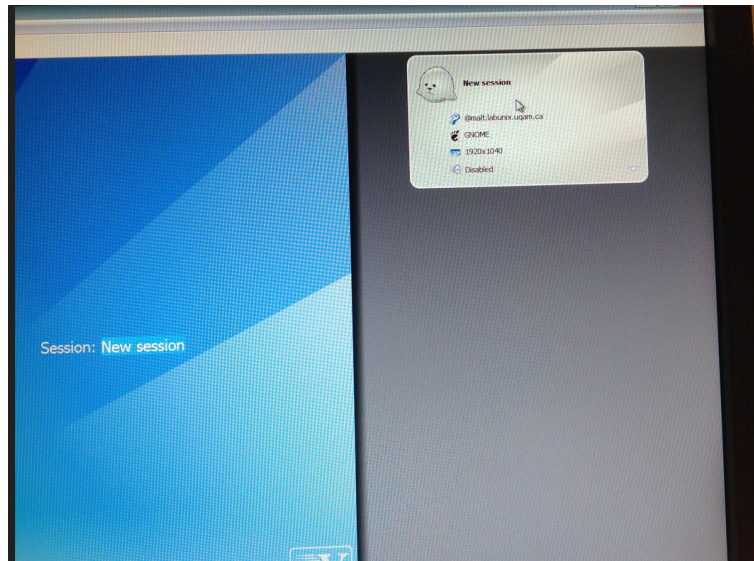 New session
@malt.labunix.uqam.ca
GNOME
1920x1040
Disabled
Session: New session